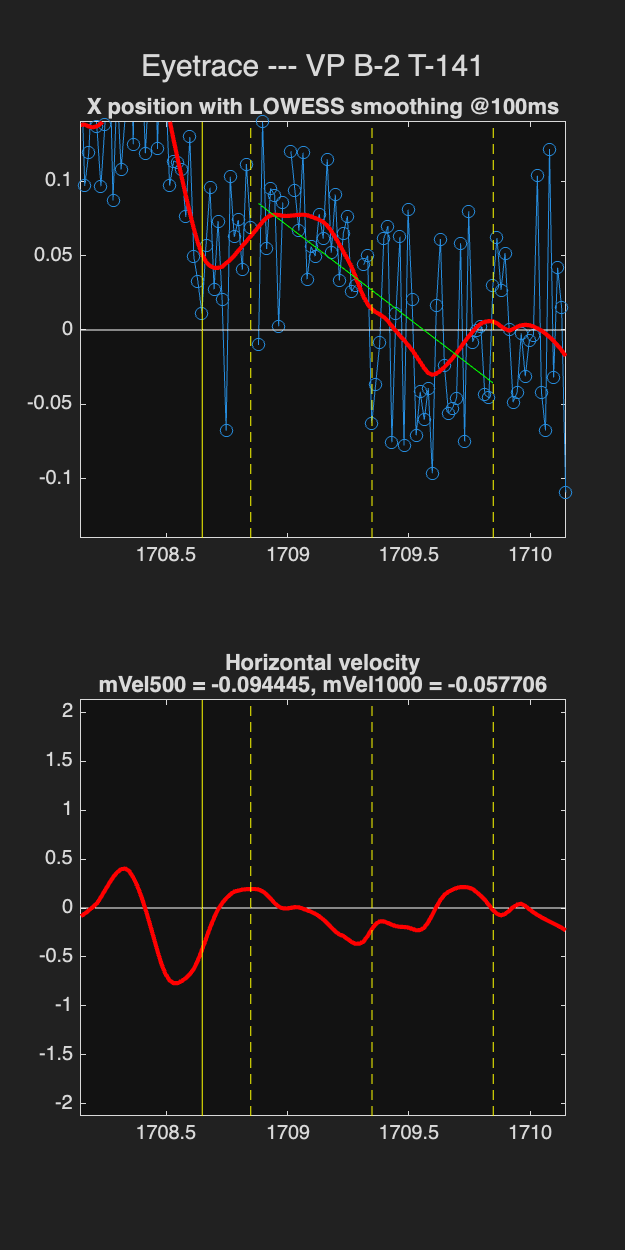 Eyetrace --- VP B-2 T-141
X position with LOWESS smoothing @100ms
0.1
0.05
0
-0.05
-0.1
1708.5 1709 1709.5 1710
Horizontal velocity
mVel500 = -0.094445, mVel1000 = -0.057706
2
1.5
1
0.5
0
-0.5
-1
-1.5
-2
1708.5 1709 1709.5 1710